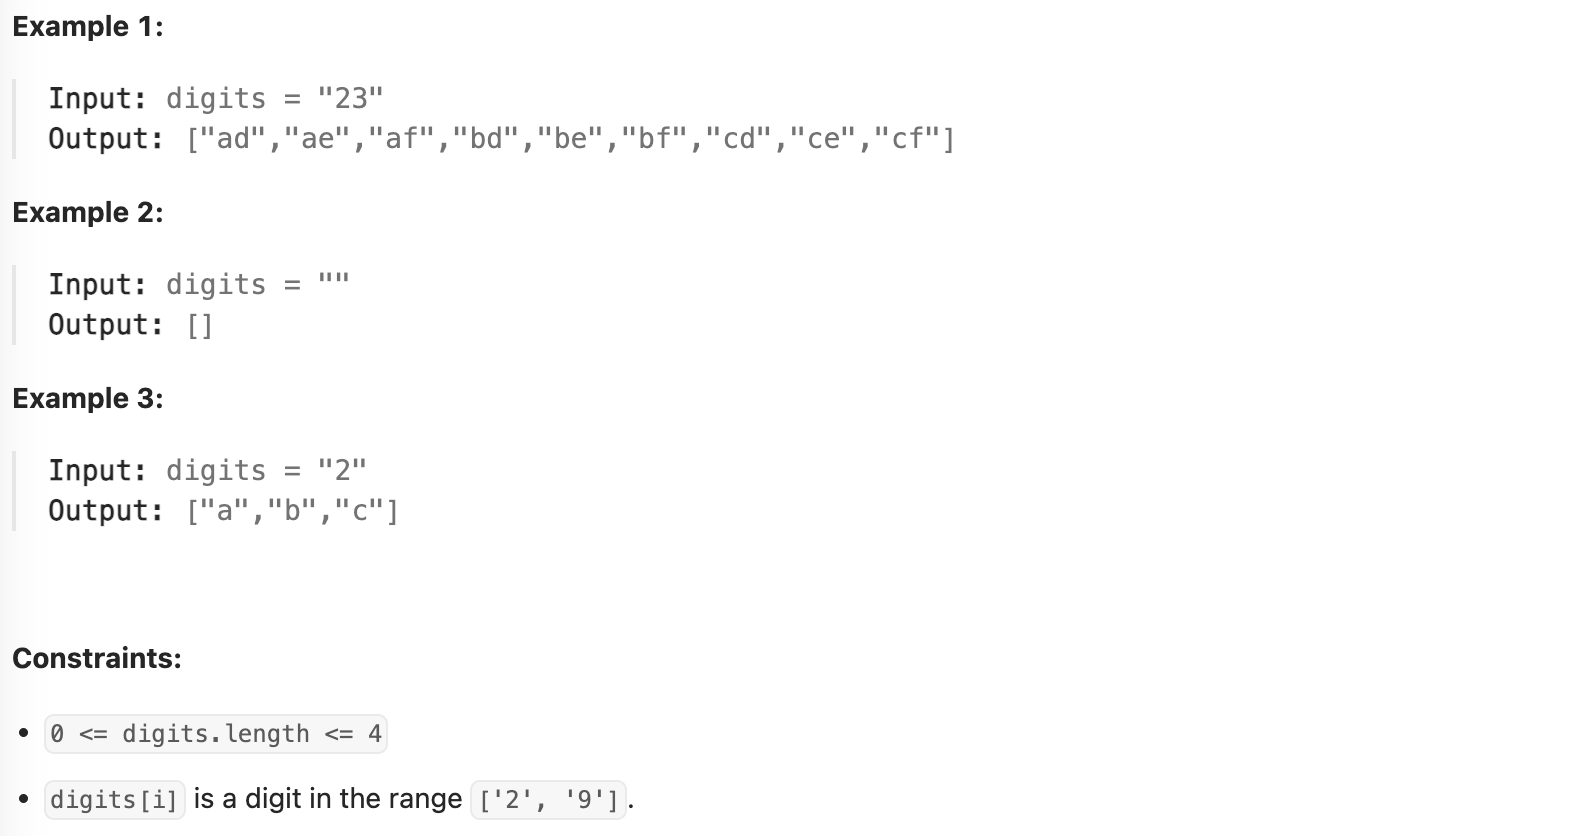 Example 1:
Input: digits = "23"
Output: ["ad","ae","af","bd","be","bf","cd","ce","cf"]
Example 2:
Input: digits = ""
Output: []
Example 3:
Input: digits = "2"
Output: ["a","b","c"]
Constraints:
• 0 <= digits.length <= 4
• digits[i] is a digit in the range ['2', '9'].